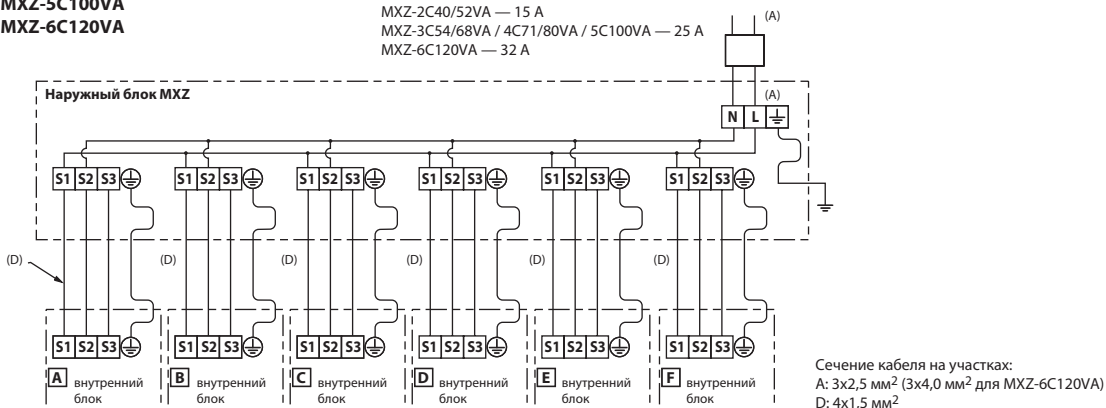 MXZ-5C100VA
MXZ-6C120VA
MXZ-2C40/52VA — 15 A
MXZ-3C54/68VA / 4C71/80VA / 5C100VA — 25 A
MXZ-6C120VA — 32 A
(A)
Наружный блок MXZ
(A)
N L
S1 S2 S3 S1 S2 S3 S1 S2 S3 S1 S2 S3 S1 S2 S3 S1 S2 S3
(D) (D) (D) (D) (D) (D)
S1 S2 S3 S1 S2 S3 S1 S2 S3 S1 S2 S3 S1 S2 S3 S1 S2 S3
A внутренний блок
B внутренний блок
C внутренний блок
D внутренний блок
E внутренний блок
F внутренний блок
Сечение кабеля на участках:
A: 3x2,5 мм2 (3x4,0 мм2 для MXZ-6C120VA)
D: 4x1,5 мм2